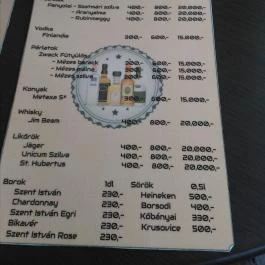 Fenyolei - Szatmári szilva 400,- 800,- 20,000,-
- Aranyalma 400,- 800,- 20,000,-
- Rubinmeggy 400,- 800,- 20,000,-
Vodka
Finlandia 300,- 600,- 15,000,-
Párlatok
Zwack Fütyülős
- Mézes barack 300,- 600,- 15,000,-
- Mézes málna 300,- 600,- 15,000,-
- Mézes szilva 300,- 600,- 15,000,-
Konyak
Metaxa 5* 300,- 600,- 15,000,-
Whisky
Jim Beam 400,- 800,- 20,000,-
Likőrök
Jäger 400,- 800,- 20,000,-
Unicum Szilva 400,- 800,- 20,000,-
St. Hubertus 400,- 800,- 20,000,-
Borok 1dl
Szent István 230,-
Chardonnay 230,-
Szent István Egri 230,-
Bikavér 230,-
Szent István Rose 230,-
Sörök 0,5l
Heineken 500,-
Borsodi 400,-
Kőbányai 330,-
Krusovice 500,-